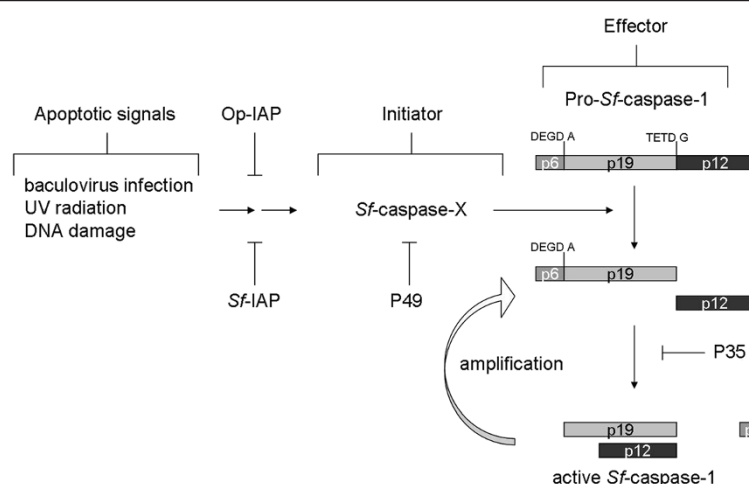 Effector
Apoptotic signals
Op-IAP
Initiator
Pro-Sf-caspase-1
DEGD A
TETD G
p6
p19
p12
baculovirus infection
UV radiation
DNA damage
Sf-caspase-X
DEGD A
p6
p19
Sf-IAP
P49
p12
amplification
P35
p19
p12
active Sf-caspase-1